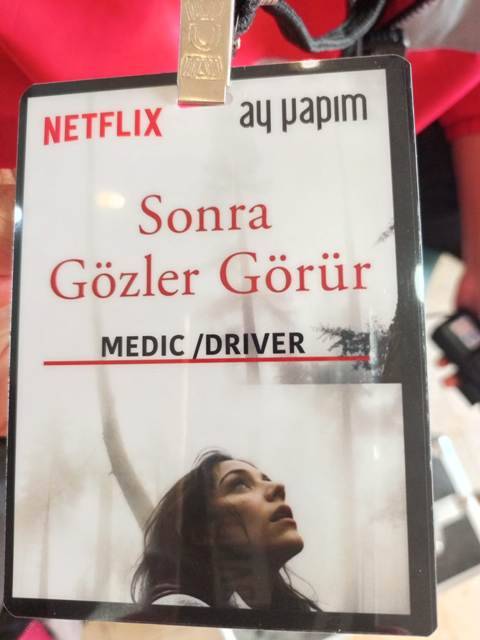 NETFLIX
ay yapım
Sonra
Gözler Görür
MEDIC /DRIVER